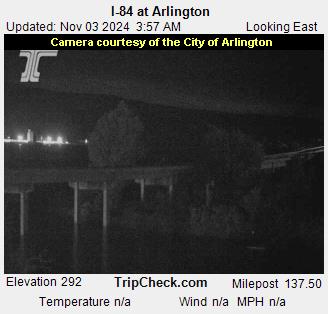 I-84 at Arlington
Updated: Nov 03 2024 3:57 AM Looking East
Camera courtesy of the City of Arlington
Elevation 292 TripCheck.com Milepost 137.50
Temperature n/a Wind n/a MPH n/a